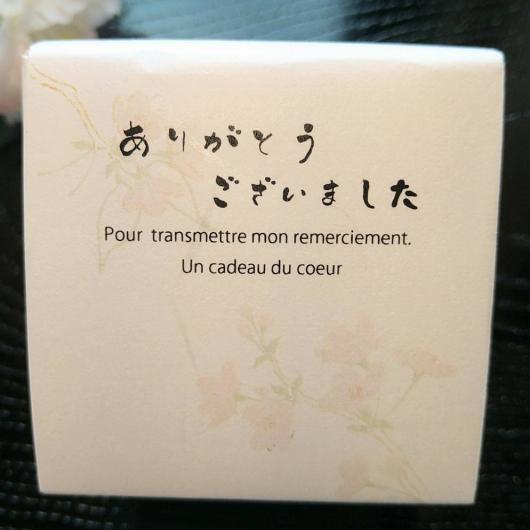 ありがとう
ございました
Pour transmettre mon remerciement.
Un cadeau du coeur